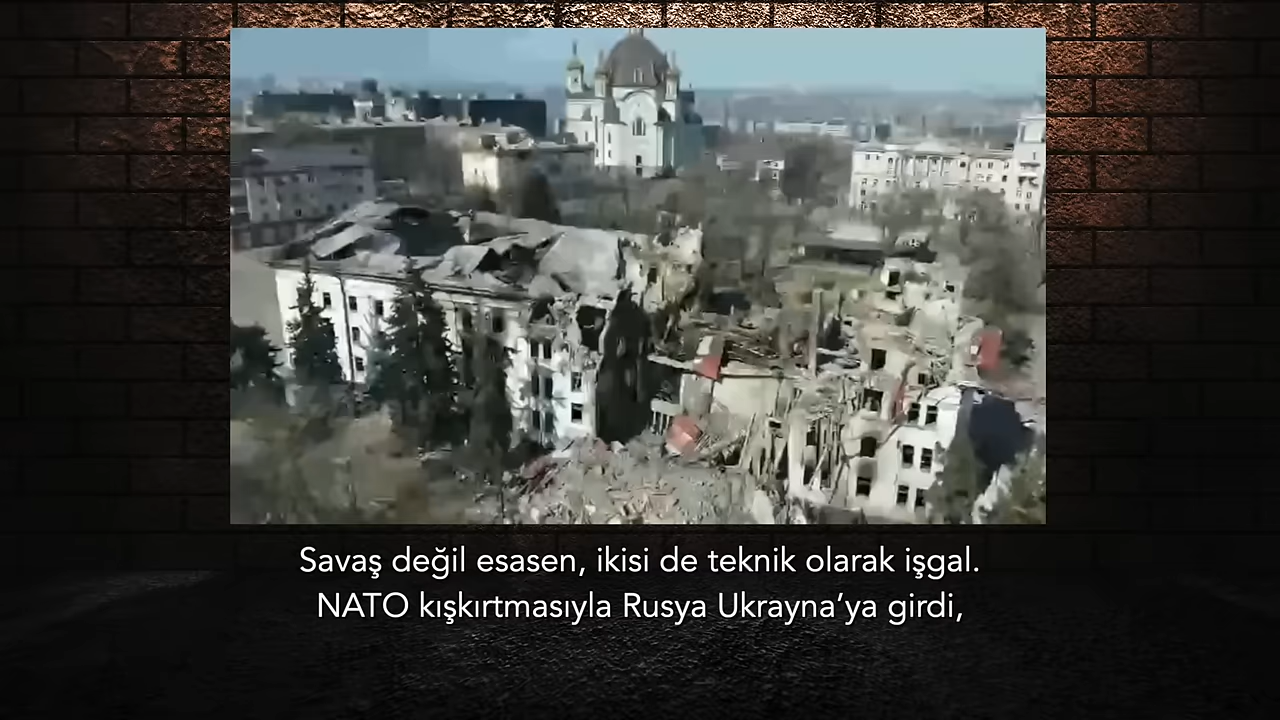 Savaş değil esasen, ikisi de teknik olarak işgal.
NATO kışkırtmasıyla Rusya Ukrayna’ya girdi,